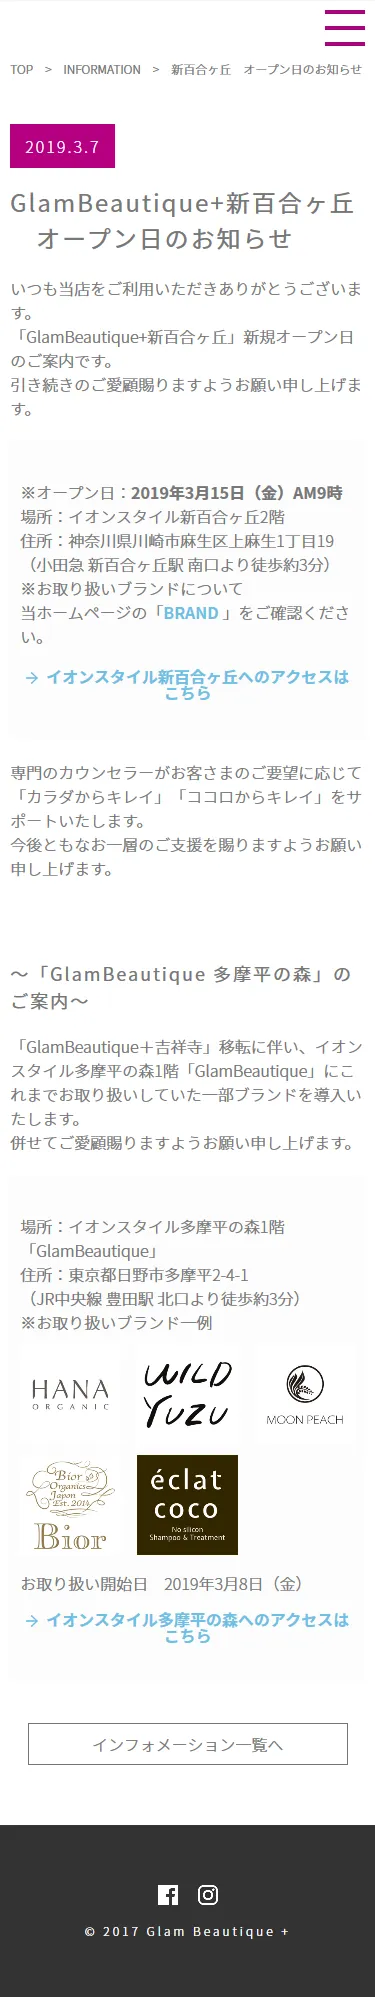 TOP > INFORMATION > 新百合ヶ丘　オープン日のお知らせ
2019.3.7
GlamBeautique+新百合ヶ丘
オープン日のお知らせ
いつも当店をご利用いただきありがとうございま
す。
「GlamBeautique+新百合ヶ丘」新規オープン日
のご案内です。
引き続きのご愛顧賜りますようお願い申し上げま
す。
※オープン日：2019年3月15日（金）AM9時
場所：イオンスタイル新百合ヶ丘2階
住所：神奈川県川崎市麻生区上麻生1丁目19
（小田急 新百合ヶ丘駅 南口より徒歩約3分）
※お取り扱いブランドについて
当ホームページの「BRAND 」をご確認くださ
い。
→ イオンスタイル新百合ヶ丘へのアクセスは
こちら
専門のカウンセラーがお客さまのご要望に応じて
「カラダからキレイ」「ココロからキレイ」をサ
ポートいたします。
今後ともなお一層のご支援を賜りますようお願い
申し上げます。
～「GlamBeautique 多摩平の森」の
ご案内～
「GlamBeautique＋吉祥寺」移転に伴い、イオン
スタイル多摩平の森1階「GlamBeautique」にこ
れまでお取り扱いしていた一部ブランドを導入い
たします。
併せてご愛顧賜りますようお願い申し上げます。
場所：イオンスタイル多摩平の森1階
「GlamBeautique」
住所：東京都日野市多摩平2-4-1
（JR中央線 豊田駅 北口より徒歩約3分）
※お取り扱いブランド一例
HANA
ORGANIC
WILD
YUZU
MOON PEACH
Bior
Organics
Japan
Est. 2014
Bior
éclat
coco
No silicon
Shampoo & Treatment
お取り扱い開始日　2019年3月8日（金）
→ イオンスタイル多摩平の森へのアクセスは
こちら
インフォメーション一覧へ
© 2017 Glam Beautique +